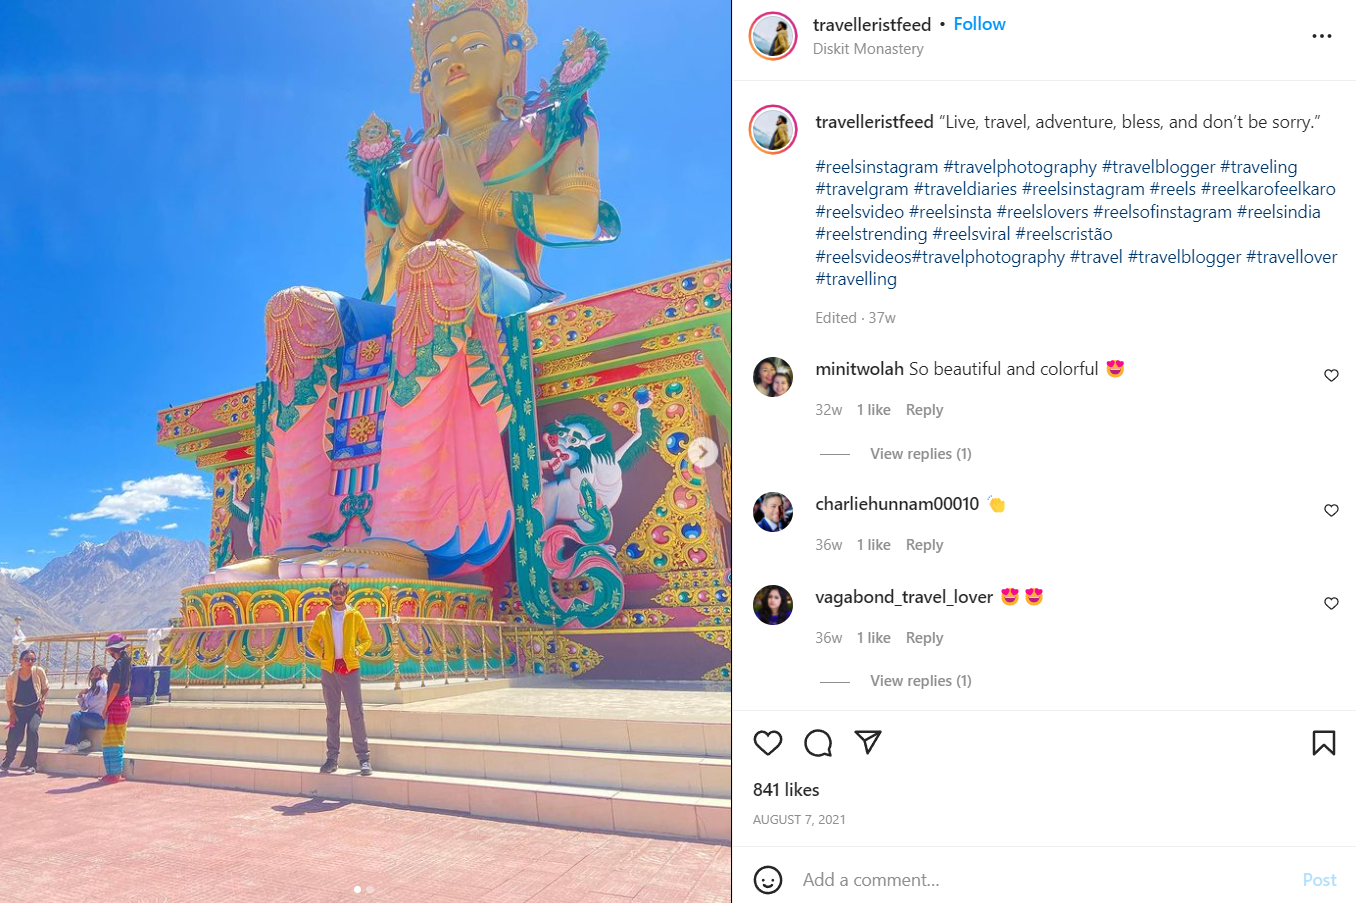 travelleristfeed • Follow
Diskit Monastery
travelleristfeed “Live, travel, adventure, bless, and don’t be sorry.”
#reelsinstagram #travelphotography #travelblogger #traveling
#travelgram #traveldiaries #reelsinstagram #reels #reelkarofeelkaro
#reelsvideo #reelsinsta #reelslovers #reelsofinstagram #reelsindia
#reelstrending #reelsviral #reelscristão
#reelsvideos#travelphotography #travel #travelblogger #travellover
#travelling
Edited · 37w
minitwolah So beautiful and colorful 😍
32w 1 like Reply
View replies (1)
charliehunnam00010 👏
36w 1 like Reply
vagabond_travel_lover 😍😍
36w 1 like Reply
View replies (1)
841 likes
AUGUST 7, 2021
Add a comment...
Post